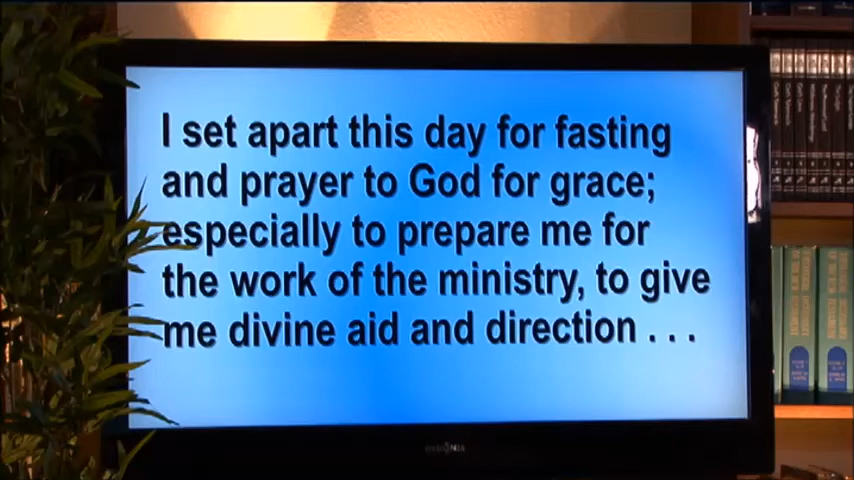 I set apart this day for fasting
and prayer to God for grace;
especially to prepare me for
the work of the ministry, to give
me divine aid and direction . . .
INSIGNIA